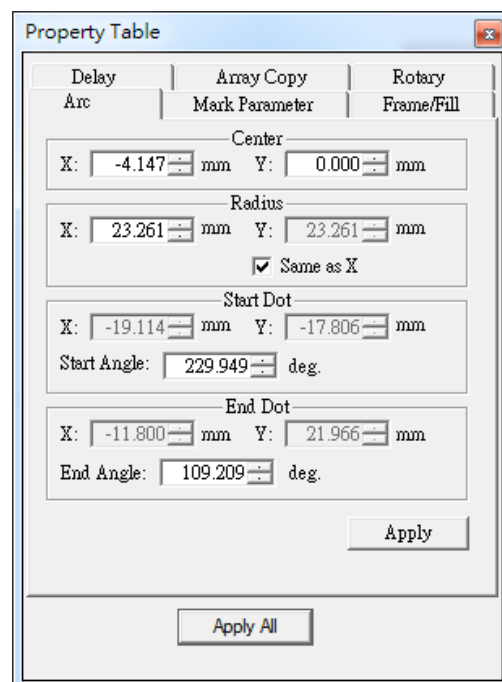 Property Table
Delay Array Copy Rotary
Arc Mark Parameter Frame/Fill
Center
X: -4.147 mm Y: 0.000 mm
Radius
X: 23.261 mm Y: 23.261 mm
Same as X
Start Dot
X: -19.114 mm Y: -17.806 mm
Start Angle: 229.949 deg.
End Dot
X: -11.800 mm Y: 21.966 mm
End Angle: 109.209 deg.
Apply
Apply All